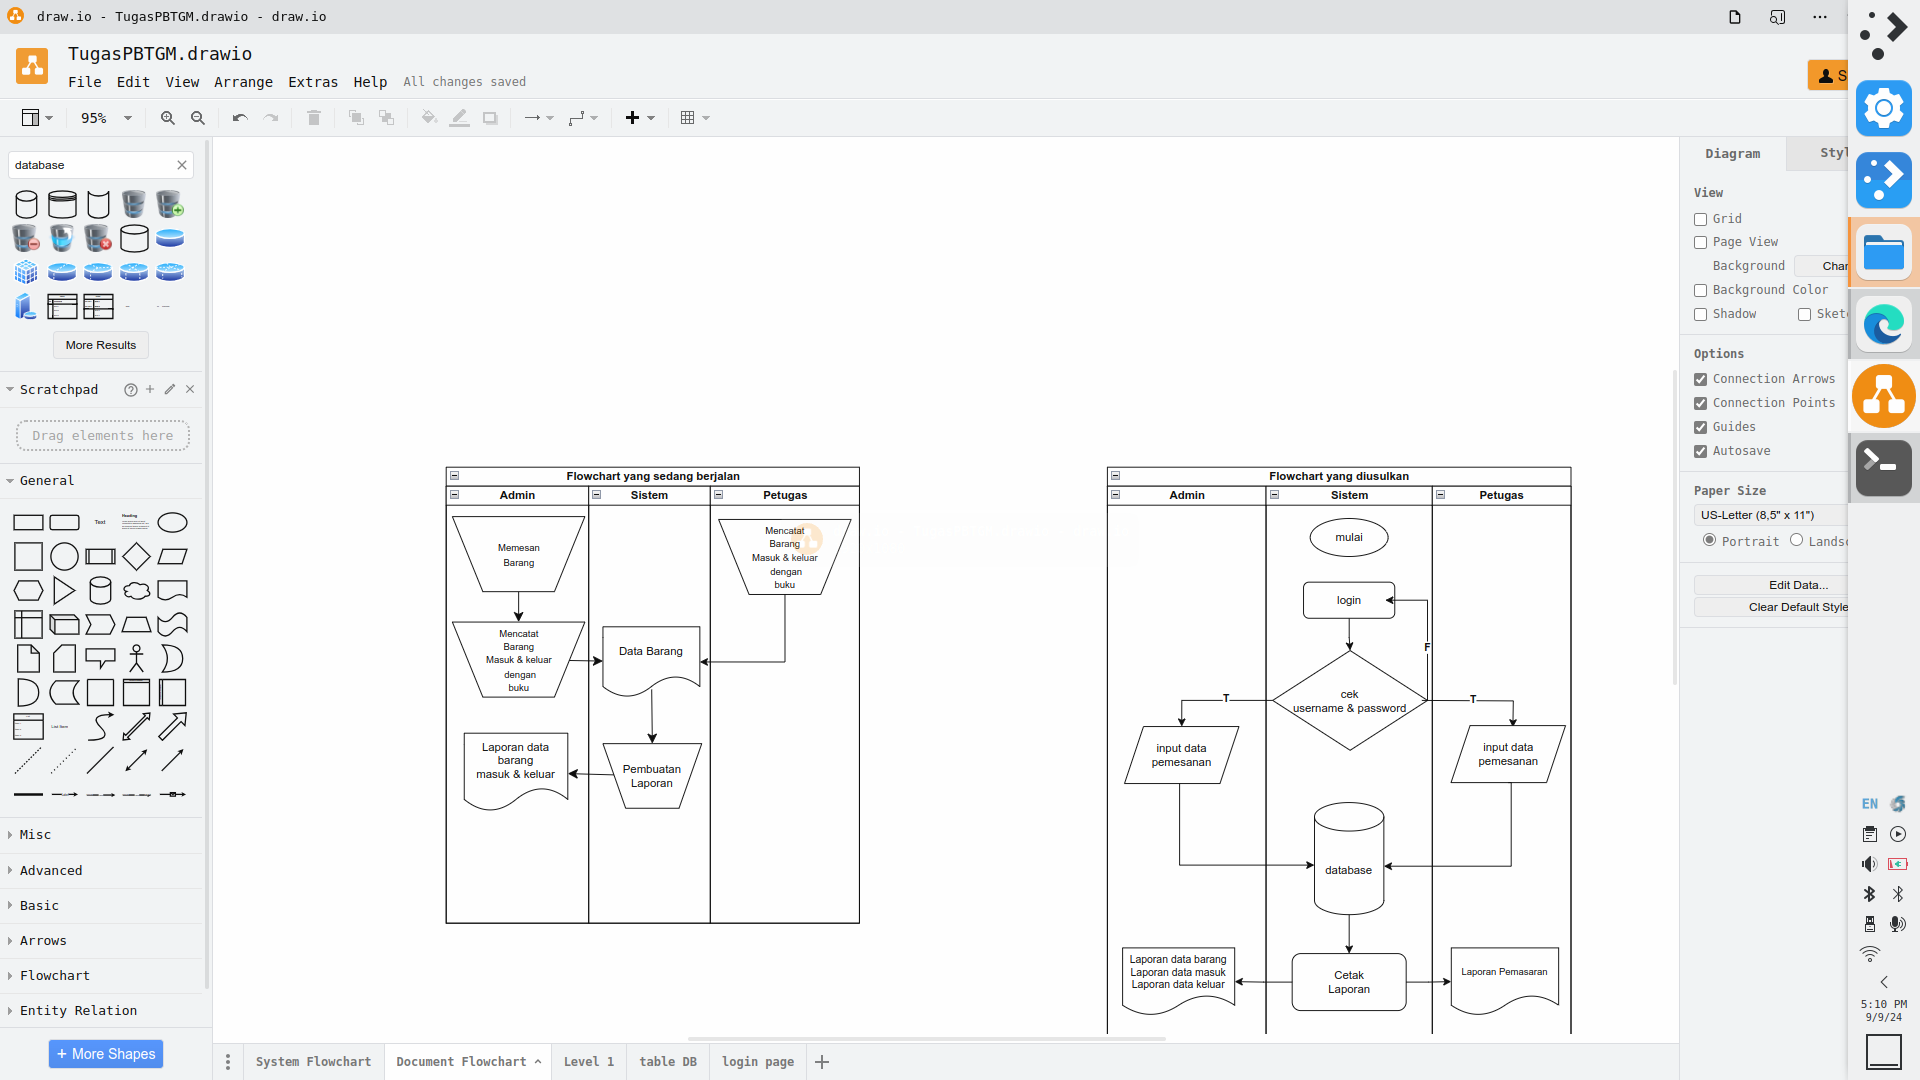 draw.io - TugasPBTGM.drawio - draw.io
TugasPBTGM.drawio
File Edit View Arrange Extras Help All changes saved
95%
database
More Results
Scratchpad
Drag elements here
General
Text
Heading
List Item
Misc
Advanced
Basic
Arrows
Flowchart
Entity Relation
+ More Shapes
Flowchart yang sedang berjalan
Admin
Sistem
Petugas
Memesan
Barang
Mencatat
Barang
Masuk & keluar
dengan
buku
Mencatat
Barang
Masuk & keluar
dengan
buku
Data Barang
Laporan data
barang
masuk & keluar
Pembuatan
Laporan
Flowchart yang diusulkan
Admin
Sistem
Petugas
mulai
login
F
cek
username & password
T
T
input data
pemesanan
input data
pemesanan
database
Laporan data barang
Laporan data masuk
Laporan data keluar
Cetak
Laporan
Laporan Pemasaran
System Flowchart
Document Flowchart
Level 1
table DB
login page
S
Diagram
Styl
View
Grid
Page View
Background
Chan
Background Color
Shadow
Sket
Options
Connection Arrows
Connection Points
Guides
Autosave
Paper Size
US-Letter (8,5" x 11")
Portrait
Landsc
Edit Data...
Clear Default Style
EN
5:10 PM
9/9/24